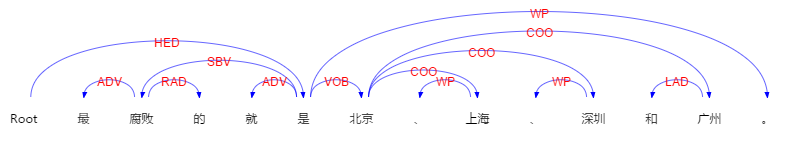 WP
COO
HED
COO
SBV
COO
ADV RAD ADV VOB WP WP LAD
Root 最 腐败 的 就 是 北京 、 上海 、 深圳 和 广州 。